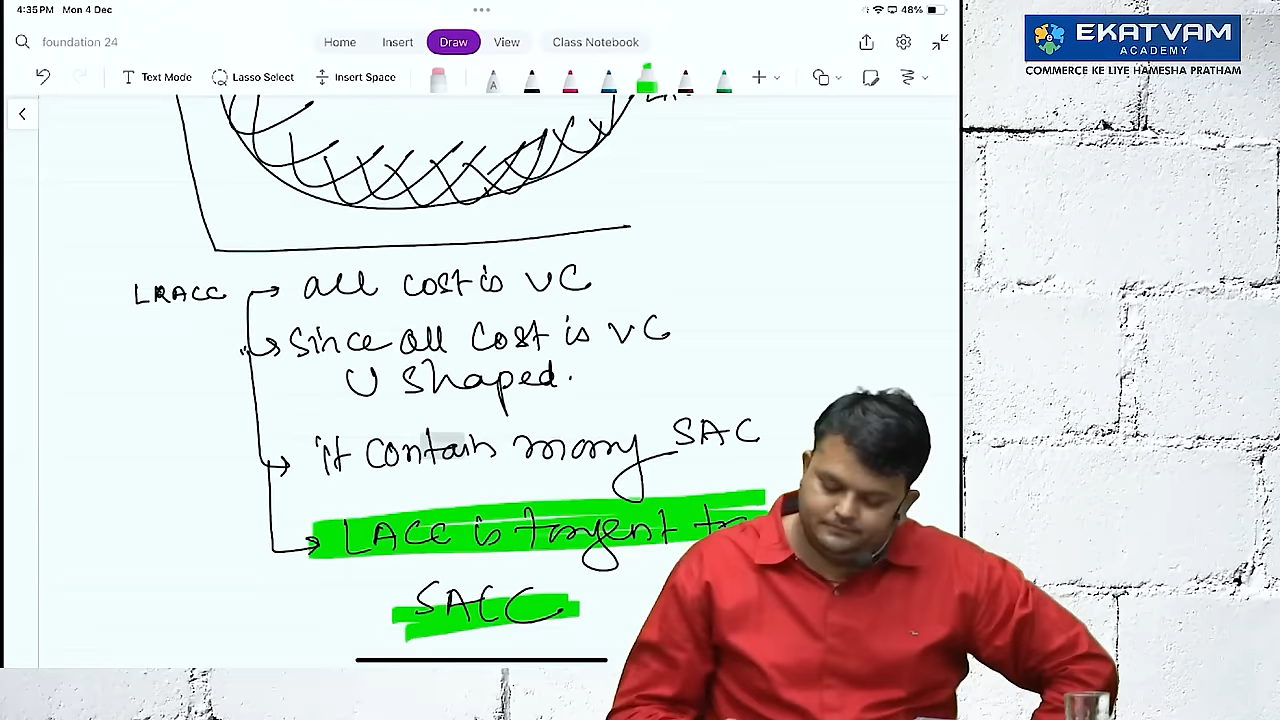 4:35 PM Mon 4 Dec
48%
foundation 24
Home Insert Draw View Class Notebook
Text Mode Lasso Select Insert Space
EKATVAM
ACADEMY
COMMERCE KE LIYE HAMESHA PRATHAM
LRACC → all cost is VC
→ Since all cost is VC
U shaped.
→ it contain many SAC
→ LACC is tangent to
SACC